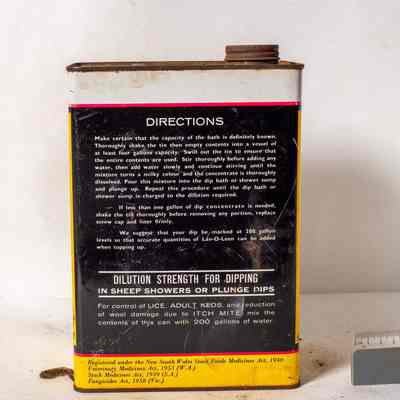 DIRECTIONS
Make certain that the capacity of the bath is definitely known.
Thoroughly shake the tin then empty contents into a vessel of
at least four gallons capacity. Swill out the tin to ensure that
the entire contents are used. Stir thoroughly before adding any
water, then add water slowly and continue stirring until the
mixture turns a milky colour and the concentrate is thoroughly
dissolved. Pour this mixture into the dip bath or shower sump
and plunge up. Repeat this procedure until the dip bath or
shower sump is charged to the dilution required.
If less than one gallon of dip concentrate is needed,
shake the tin thoroughly before removing any portion, replace
screw cap and liner firmly.
We suggest that your dip be marked at 200 gallon
levels so that accurate quantities of Lan-O-Leen can be added
when topping up.
DILUTION STRENGTH FOR DIPPING
IN SHEEP SHOWERS OR PLUNGE DIPS
For control of LICE, ADULT KEDS, and reduction
of wool damage due to ITCH MITE, mix the
contents of this can with 200 gallons of water.
Registered under the New South Wales Stock Foods Medicines Act, 1940
Veterinary Medicines Act, 1953 (W.A.)
Stock Medicines Act, 1939 (S.A.)
Fungicides Act, 1958 (Vic.)